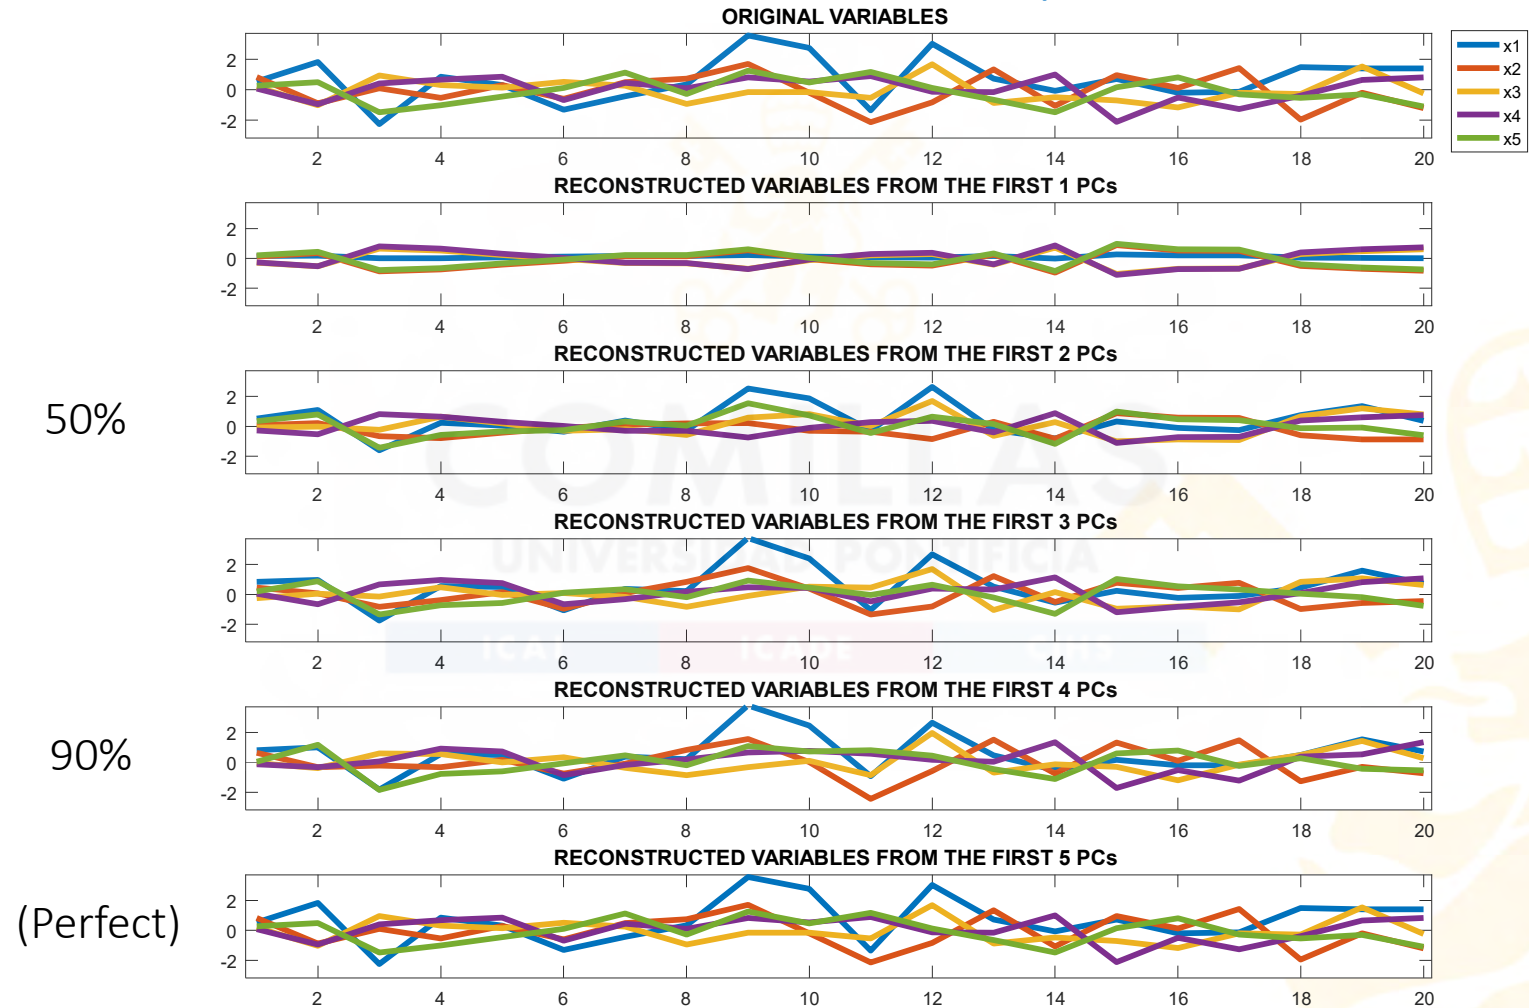 ORIGINAL VARIABLES
2
0
-2
2 4 6 8 10 12 14 16 18 20
x1
x2
x3
x4
x5
RECONSTRUCTED VARIABLES FROM THE FIRST 1 PCs
2
0
-2
2 4 6 8 10 12 14 16 18 20
RECONSTRUCTED VARIABLES FROM THE FIRST 2 PCs
50%
2
0
-2
2 4 6 8 10 12 14 16 18 20
RECONSTRUCTED VARIABLES FROM THE FIRST 3 PCs
2
0
-2
2 4 6 8 10 12 14 16 18 20
RECONSTRUCTED VARIABLES FROM THE FIRST 4 PCs
90%
2
0
-2
2 4 6 8 10 12 14 16 18 20
RECONSTRUCTED VARIABLES FROM THE FIRST 5 PCs
(Perfect)
2
0
-2
2 4 6 8 10 12 14 16 18 20
COMILLAS
UNIVERSIDAD PONTIFICIA
ICAI ICADE CIHS